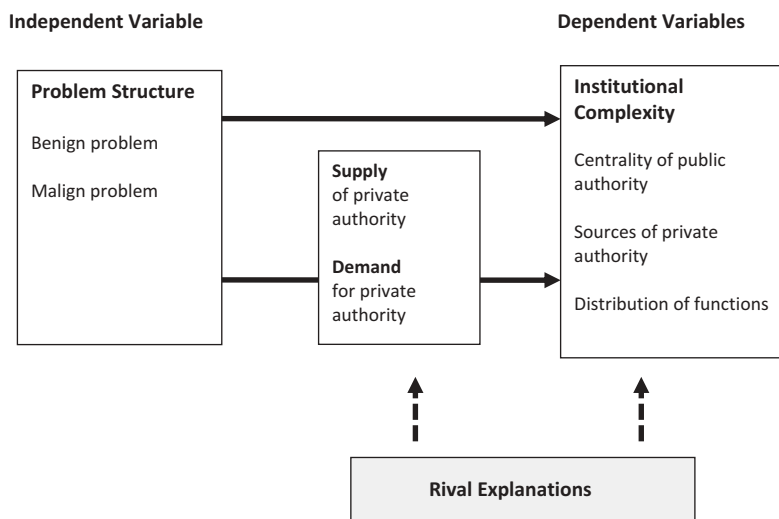 Independent Variable
Dependent Variables
Problem Structure
Benign problem
Malign problem
Supply
of private
authority
Demand
for private
authority
Institutional
Complexity
Centrality of public
authority
Sources of private
authority
Distribution of functions
Rival Explanations